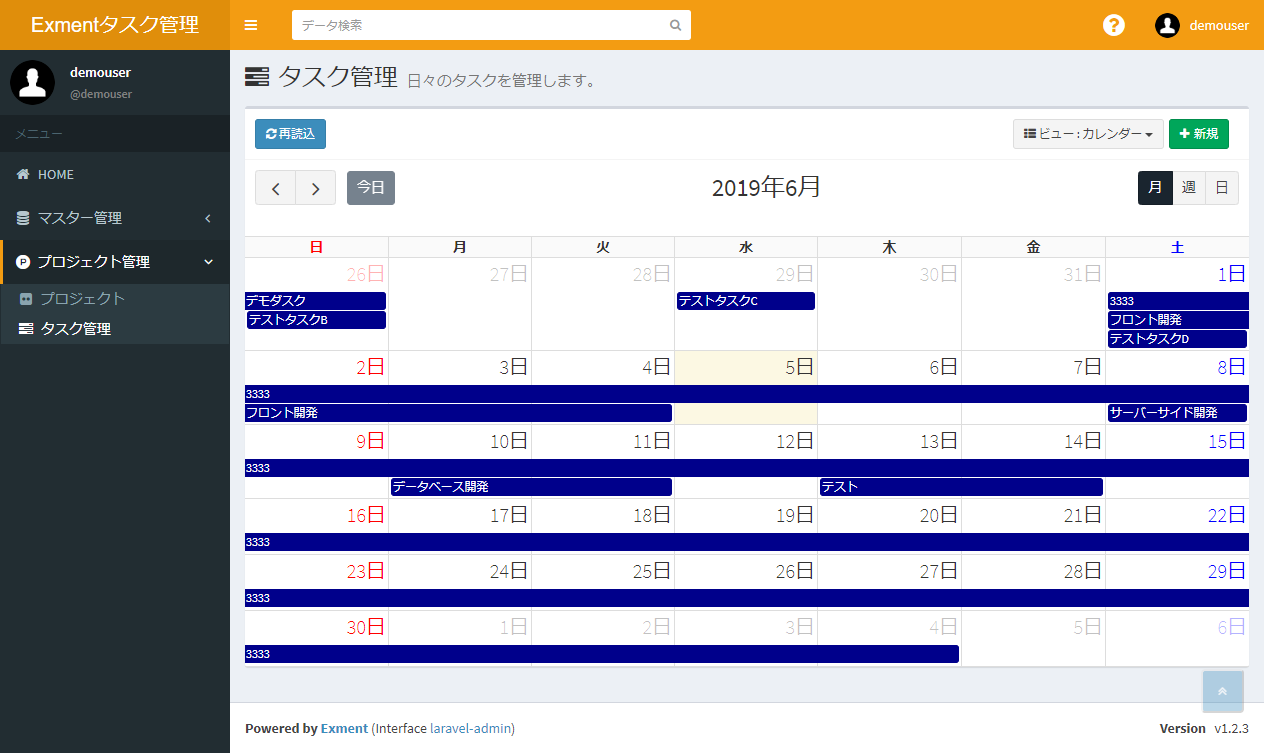 Exmentタスク管理
データ検索
demouser
demouser
@demouser
メニュー
HOME
マスター管理
プロジェクト管理
プロジェクト
タスク管理
タスク管理 日々のタスクを管理します。
再読込
ビュー : カレンダー
新規
今日
2019年6月
月 週 日
日 月 火 水 木 金 土
26日 27日 28日 29日 30日 31日 1日
デモダスク
テストタスクB
テストタスクC
3333
フロント開発
テストタスクD
2日 3日 4日 5日 6日 7日 8日
3333
フロント開発 サーバーサイド開発
9日 10日 11日 12日 13日 14日 15日
3333
データベース開発 テスト
16日 17日 18日 19日 20日 21日 22日
3333
23日 24日 25日 26日 27日 28日 29日
3333
30日 1日 2日 3日 4日 5日 6日
3333
Powered by Exment (Interface laravel-admin)
Version v1.2.3